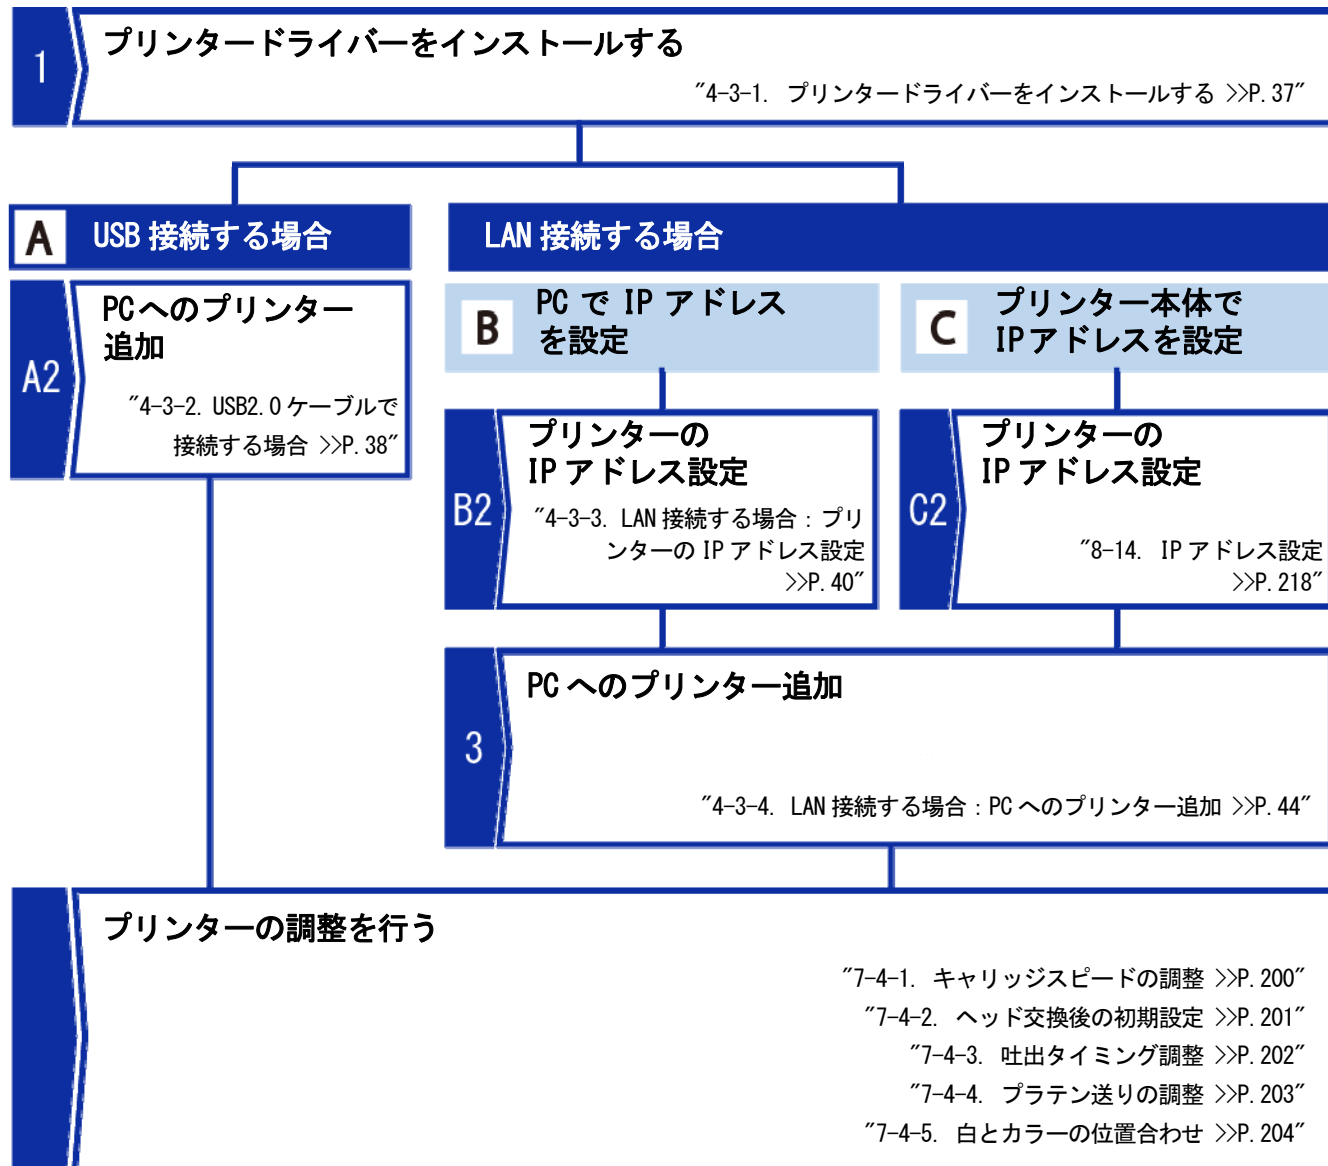 1
プリンタードライバーをインストールする
"4-3-1. プリンタードライバーをインストールする >>P.37"
A
USB 接続する場合
LAN 接続する場合
A2
PCへのプリンター
追加
"4-3-2. USB2.0 ケーブルで
接続する場合 >>P.38"
B
PC で IP アドレス
を設定
C
プリンター本体で
IPアドレスを設定
B2
プリンターの
IP アドレス設定
"4-3-3. LAN 接続する場合：プリ
ンターの IP アドレス設定
>>P.40"
C2
プリンターの
IP アドレス設定
"8-14. IP アドレス設定
>>P.218"
3
PC へのプリンター追加
"4-3-4. LAN 接続する場合：PC へのプリンター追加 >>P.44"
プリンターの調整を行う
"7-4-1. キャリッジスピードの調整 >>P.200"
"7-4-2. ヘッド交換後の初期設定 >>P.201"
"7-4-3. 吐出タイミング調整 >>P.202"
"7-4-4. プラテン送りの調整 >>P.203"
"7-4-5. 白とカラーの位置合わせ >>P.204"